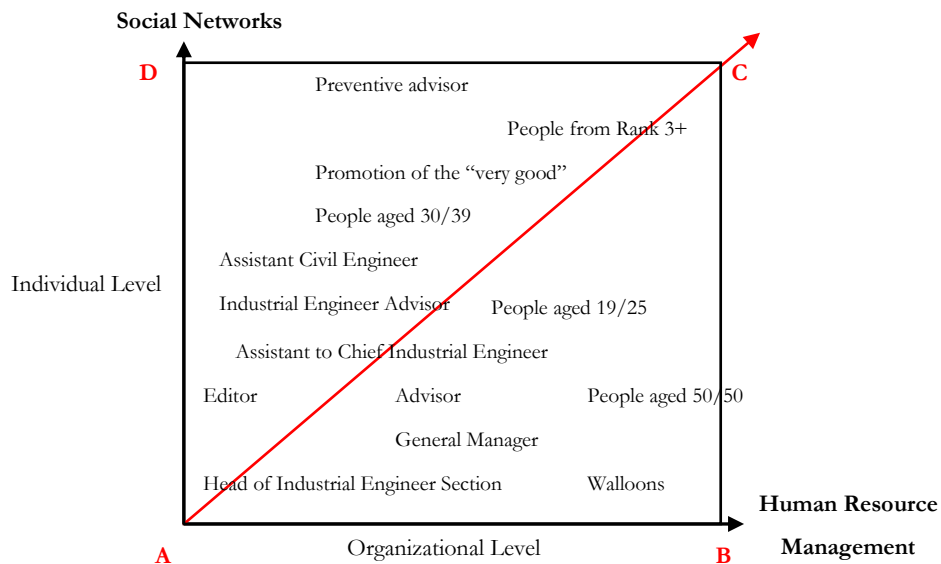 Social Networks
D
C
Preventive advisor
People from Rank 3+
Promotion of the “very good”
People aged 30/39
Assistant Civil Engineer
Individual Level
Industrial Engineer Advisor
People aged 19/25
Assistant to Chief Industrial Engineer
Editor
Advisor
People aged 50/50
General Manager
Head of Industrial Engineer Section
Walloons
Human Resource
Management
A
Organizational Level
B